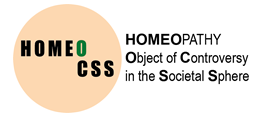 HOMEO
CSS
HOMEOPATHY
Object of Controversy
in the Societal Sphere